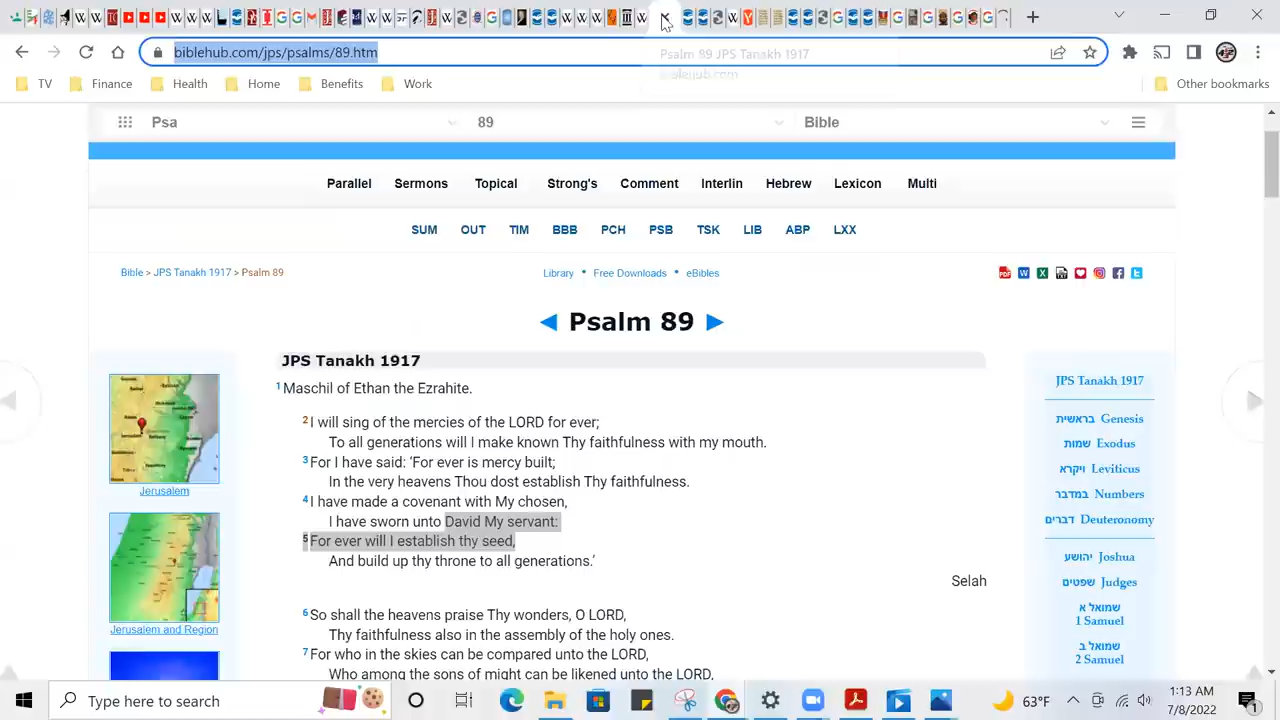 biblehub.com/jps/psalms/89.htm
Psalm 89 JPS Tanakh 1917
TV Finance Health Home Benefits Work Other bookmarks
Psa 89 Bible
Parallel Sermons Topical Strong's Comment Interlin Hebrew Lexicon Multi
SUM OUT TIM BBB PCH PSB TSK LIB ABP LXX
Bible > JPS Tanakh 1917 > Psalm 89
Library • Free Downloads • eBibles
◄ Psalm 89 ►
JPS Tanakh 1917
1 Maschil of Ethan the Ezrahite.
2 I will sing of the mercies of the LORD for ever;
To all generations will I make known Thy faithfulness with my mouth.
3 For I have said: ‘For ever is mercy built;
In the very heavens Thou dost establish Thy faithfulness.
4 I have made a covenant with My chosen,
I have sworn unto David My servant:
5 For ever will I establish thy seed,
And build up thy throne to all generations.’
Selah
6 So shall the heavens praise Thy wonders, O LORD,
Thy faithfulness also in the assembly of the holy ones.
7 For who in the skies can be compared unto the LORD,
Who among the sons of might can be likened unto the LORD,
Jerusalem
Jerusalem and Region
JPS Tanakh 1917
בראשית Genesis
שמות Exodus
ויקרא Leviticus
במדבר Numbers
דברים Deuteronomy
יהושע Joshua
שפטים Judges
שמואל א
1 Samuel
שמואל ב
2 Samuel
Type here to search
63°F
1:13 AM
7/8/2022